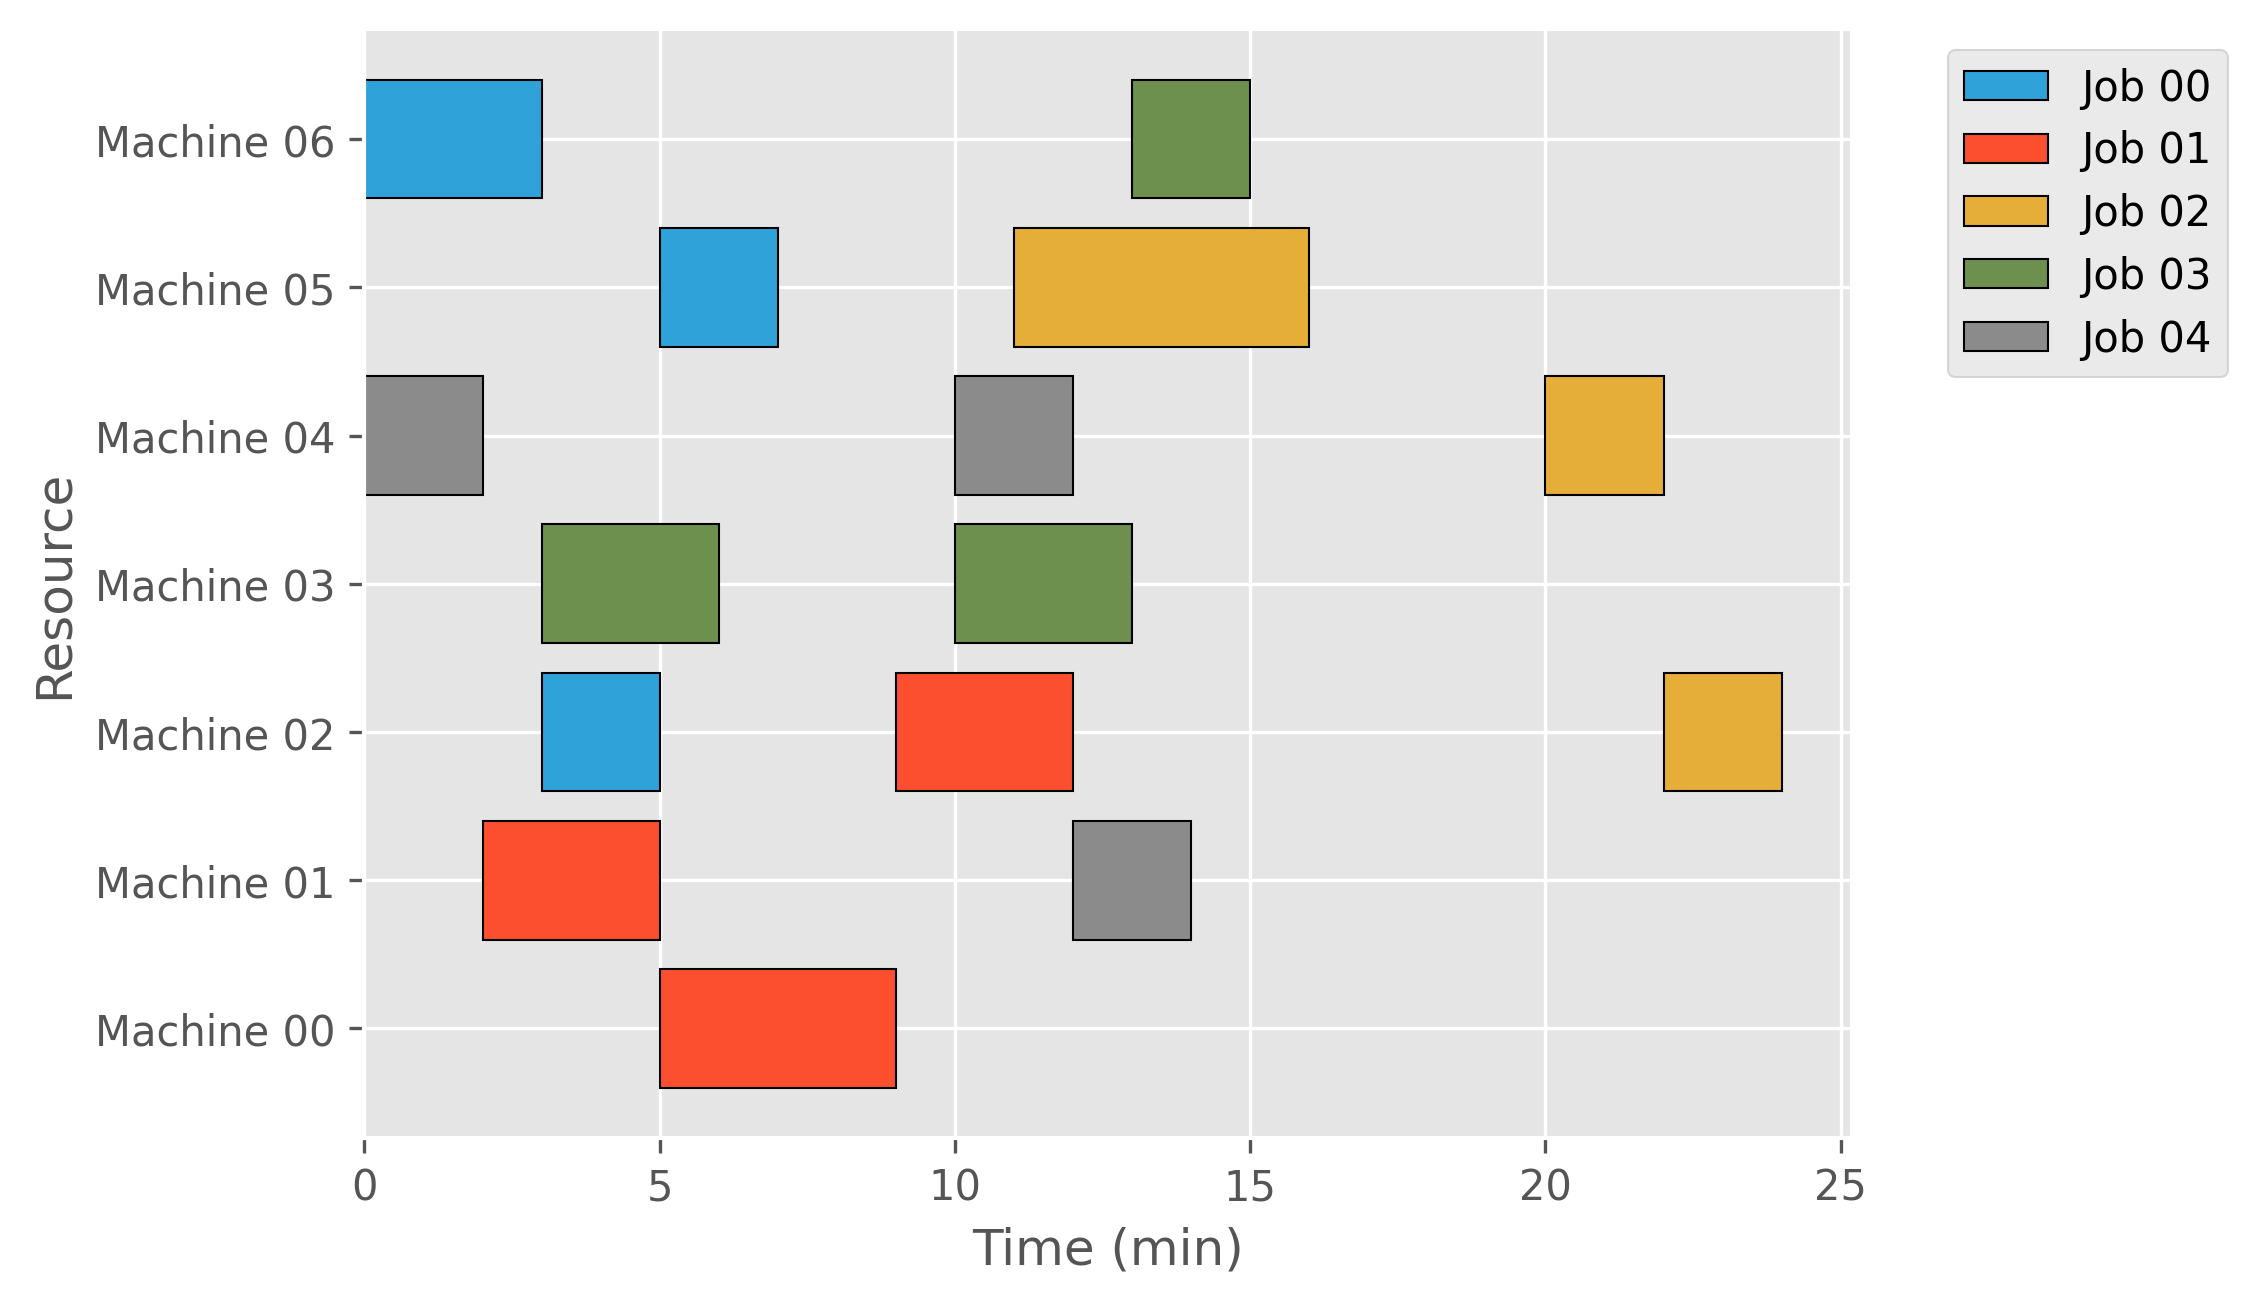 Machine 06
Machine 05
Machine 04
Machine 03
Machine 02
Machine 01
Machine 00
Resource
0 5 10 15 20 25
Time (min)
Job 00
Job 01
Job 02
Job 03
Job 04